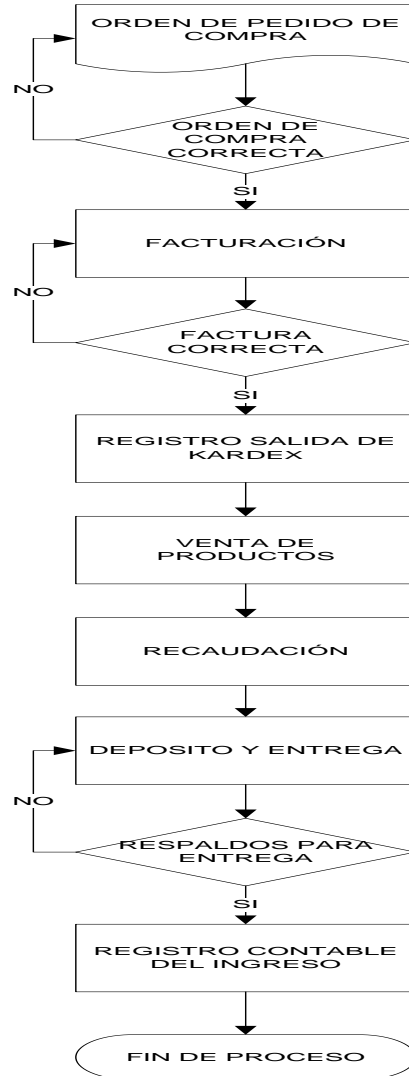 ORDEN DE PEDIDO DE
COMPRA
NO
ORDEN DE
COMPRA
CORRECTA
SI
FACTURACIÓN
NO
FACTURA
CORRECTA
SI
REGISTRO SALIDA DE
KARDEX
VENTA DE
PRODUCTOS
RECAUDACIÓN
DEPOSITO Y ENTREGA
NO
RESPALDOS PARA
ENTREGA
SI
REGISTRO CONTABLE
DEL INGRESO
FIN DE PROCESO